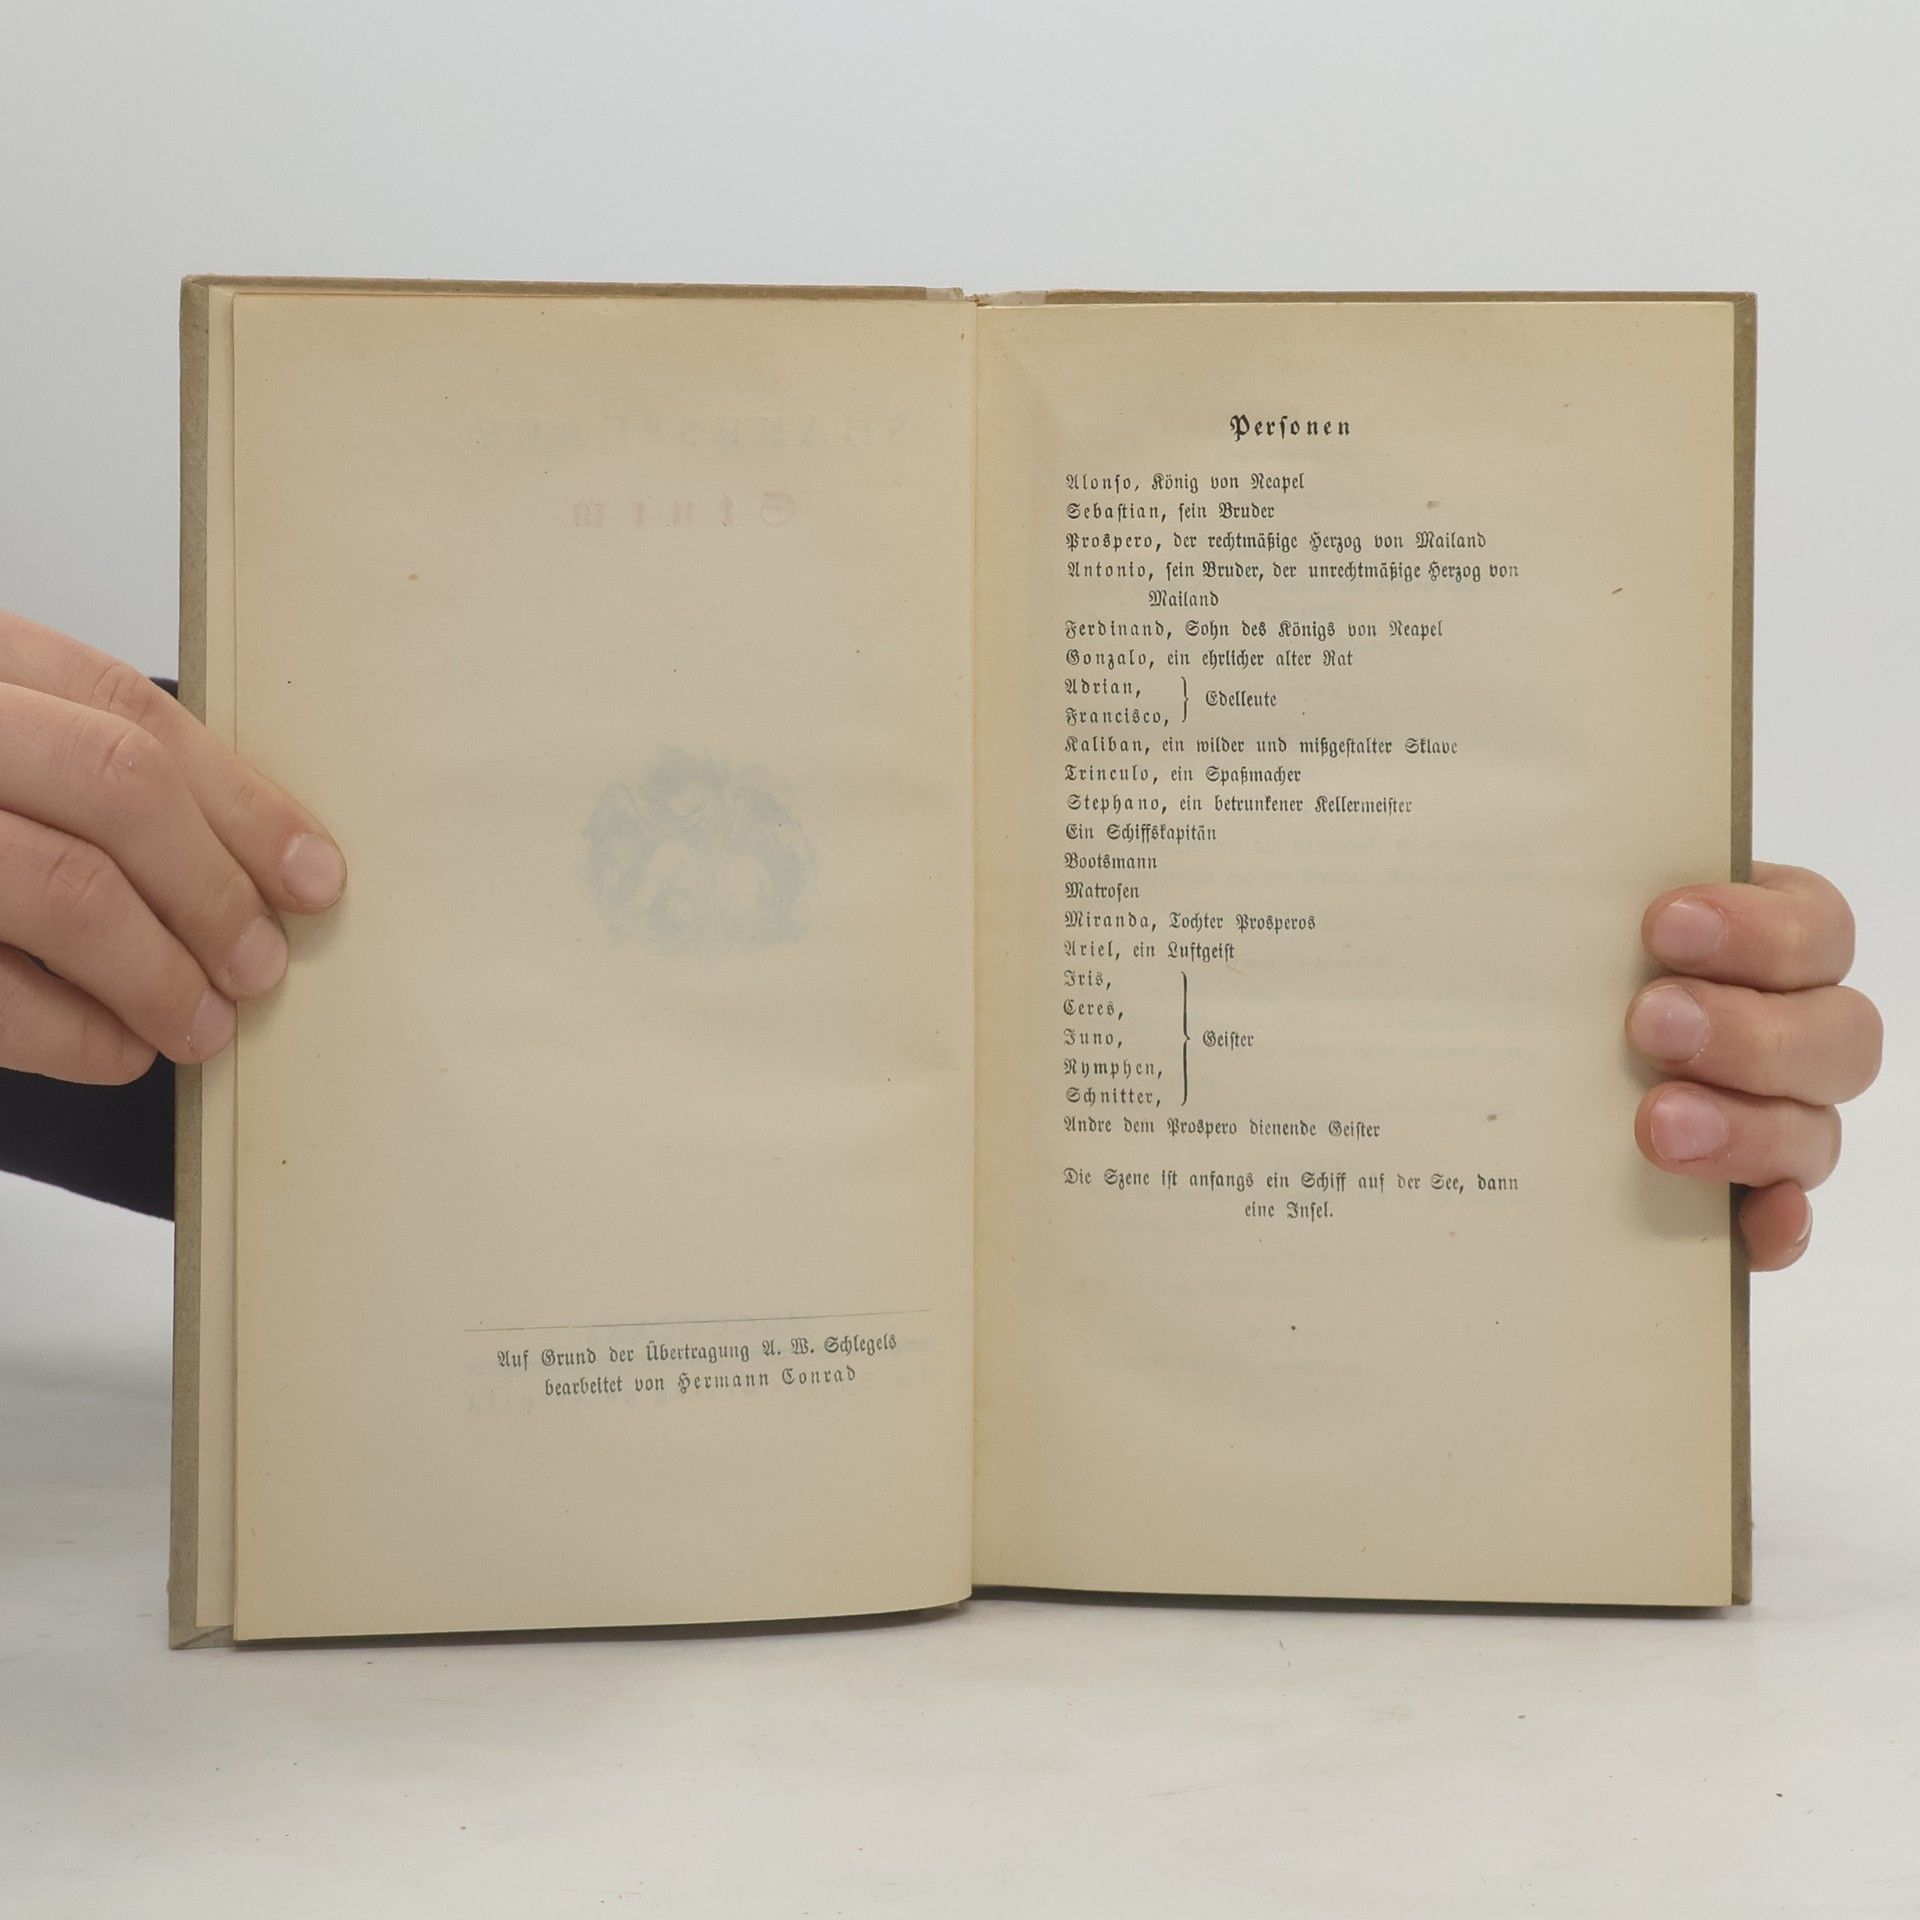 Auf Grund der Übertragung A. W. Schlegels
bearbeitet von Hermann Conrad
Personen
Alonso, König von Neapel
Sebastian, sein Bruder
Prospero, der rechtmäßige Herzog von Mailand
Antonio, sein Bruder, der unrechtmäßige Herzog von
Mailand
Ferdinand, Sohn des Königs von Neapel
Gonzalo, ein ehrlicher alter Rat
Adrian,
Francisco,
Edelleute
Kaliban, ein wilder und mißgestalter Sklave
Trinculo, ein Spaßmacher
Stephano, ein betrunkener Kellermeister
Ein Schiffskapitän
Bootsmann
Matrosen
Miranda, Tochter Prosperos
Ariel, ein Luftgeist
Iris,
Ceres,
Juno,
Nymphen,
Schnitter,
Geister
Andre dem Prospero dienende Geister
Die Szene ist anfangs ein Schiff auf der See, dann
eine Insel.